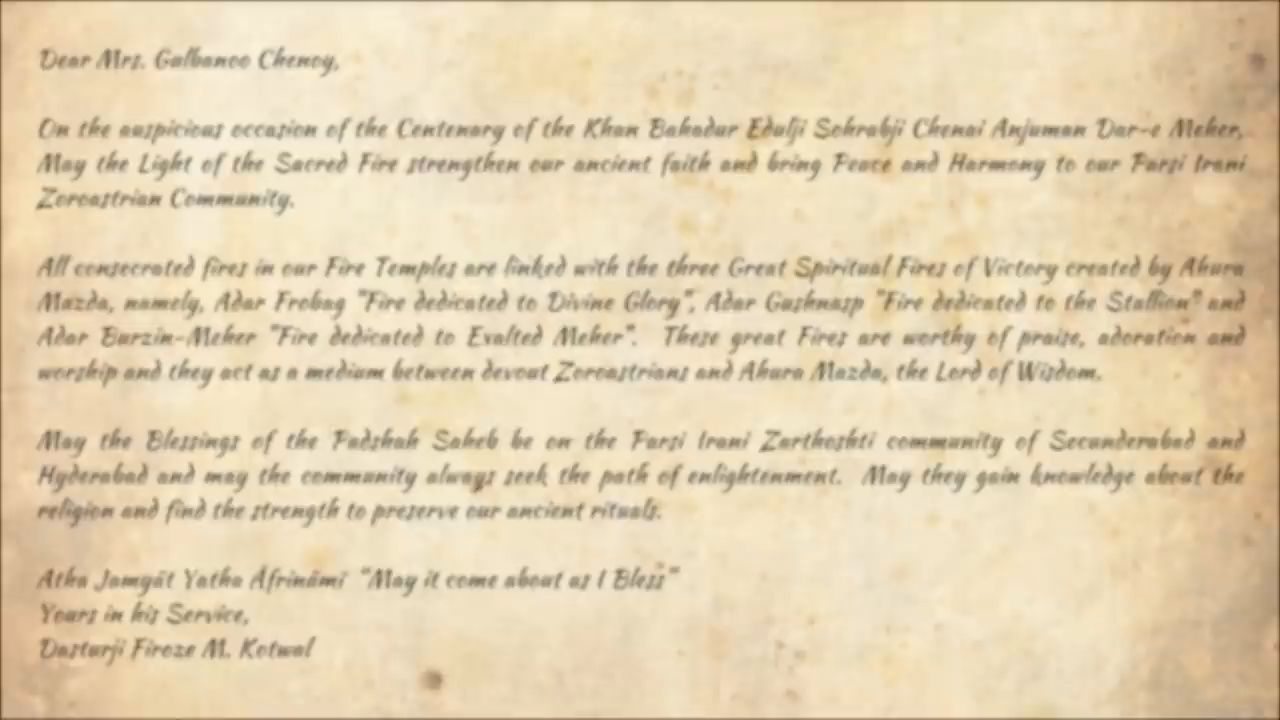 Dear Mrs. Gulbanoo Chenoy,
On the auspicious occasion of the Centenary of the Khan Bahadur Edulji Sohrabji Chenai Anjuman Dar-e Meher,
May the Light of the Sacred Fire strengthen our ancient faith and bring Peace and Harmony to our Parsi Irani
Zoroastrian Community.
All consecrated fires in our Fire Temples are linked with the three Great Spiritual Fires of Victory created by Ahura
Mazda, namely, Adar Frobag "Fire dedicated to Divine Glory", Adar Gushnasp "Fire dedicated to the Stallion" and
Adar Burzin-Meher "Fire dedicated to Exalted Meher". These great Fires are worthy of praise, adoration and
worship and they act as a medium between devout Zoroastrians and Ahura Mazda, the Lord of Wisdom.
May the Blessings of the Padshah Saheb be on the Parsi Irani Zarthoshti community of Secunderabad and
Hyderabad and may the community always seek the path of enlightenment. May they gain knowledge about the
religion and find the strength to preserve our ancient rituals.
Atha Jamyāt Yatha Āfrināmī "May it come about as I Bless"
Yours in his Service,
Dasturji Firoze M. Kotwal